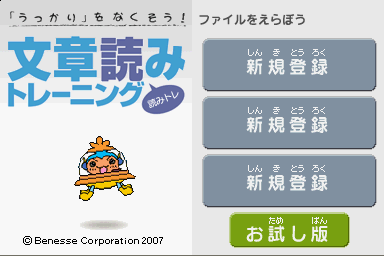 「うっかり」をなくそう!
文章読み
トレーニング
読みトレ
© Benesse Corporation 2007
ファイルをえらぼう
しん き とう ろく
新規登録
しん き とう ろく
新規登録
しん き とう ろく
新規登録
ため ばん
お試し版